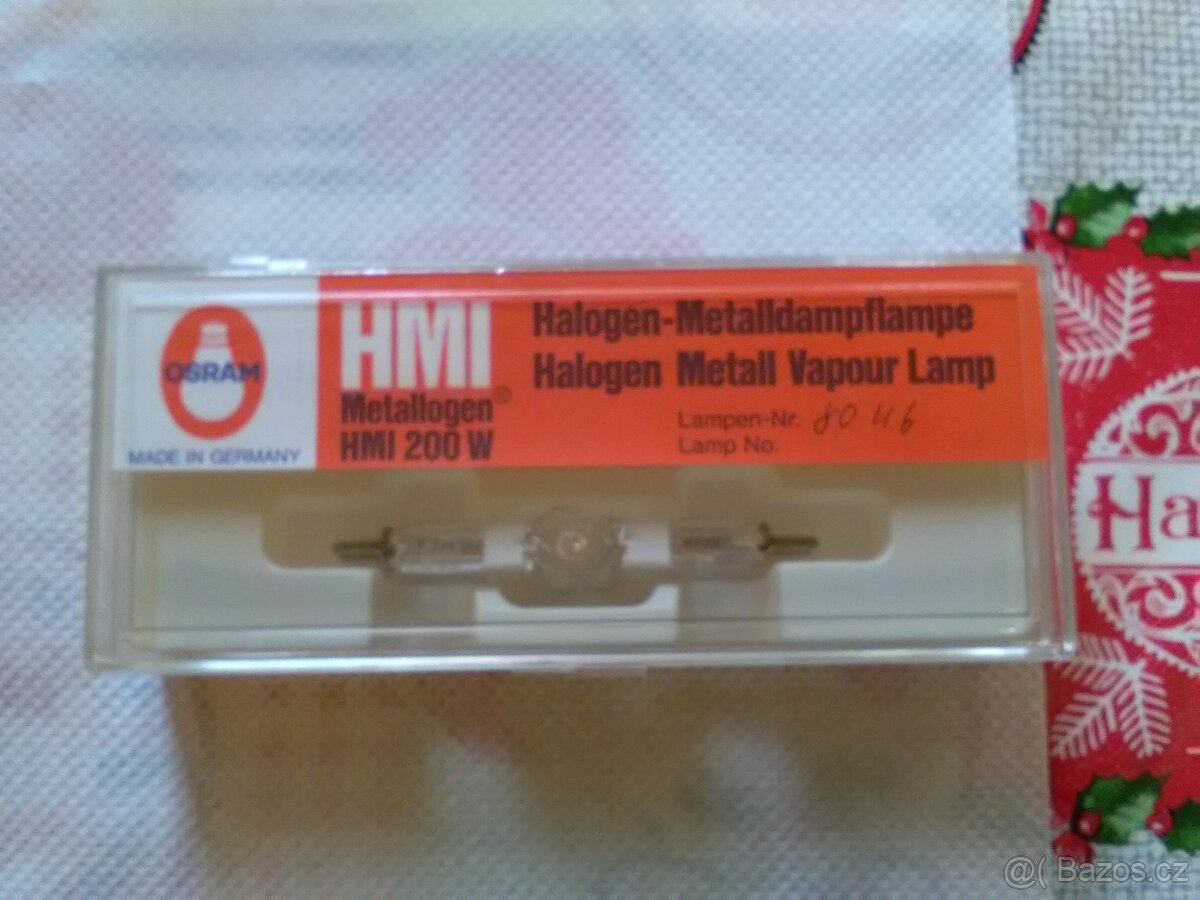 OSRAM
MADE IN GERMANY
HMI
Metallogen®
HMI 200 W
Halogen-Metalldampflampe
Halogen Metall Vapour Lamp
Lampen-Nr. 8046
Lamp No.
Ha
@( Bazos.cz